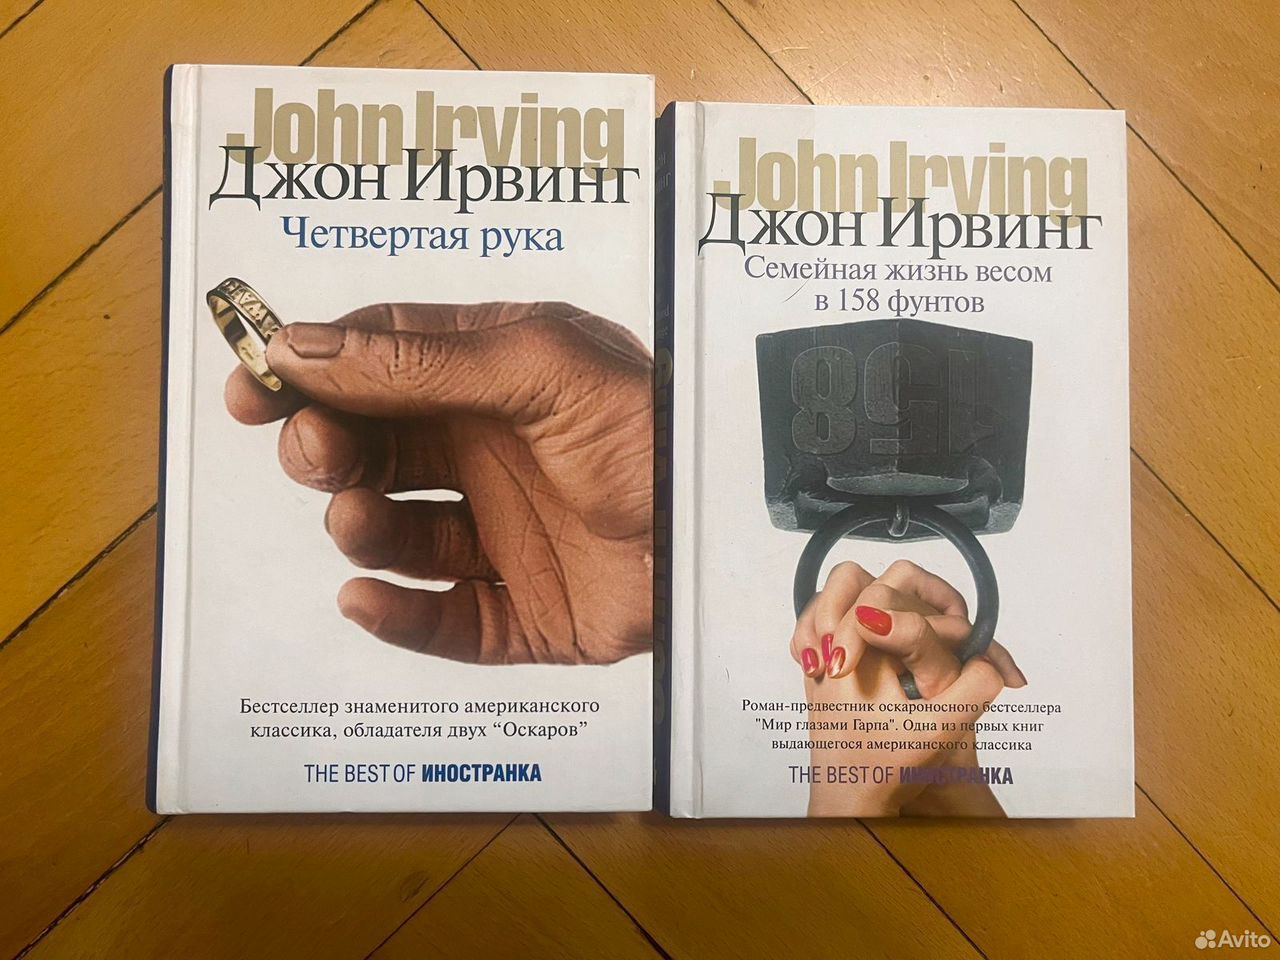 John Irving
Джон Ирвинг
Четвертая рука
Бестселлер знаменитого американского
классика, обладателя двух “Оскаров”
THE BEST OF ИНОСТРАНКА
John Irving
Джон Ирвинг
Семейная жизнь весом
в 158 фунтов
158
Роман-предвестник оскароносного бестселлера
"Мир глазами Гарпа". Одна из первых книг
выдающегося американского классика
THE BEST OF ИНОСТРАНКА
Avito